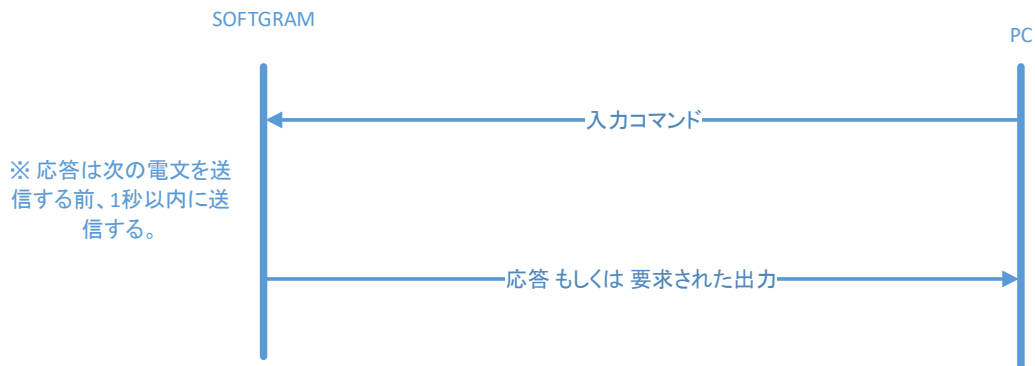 SOFTGRAM
PC
入力コマンド
※ 応答は次の電文を送
信する前、1秒以内に送
信する。
応答 もしくは 要求された出力